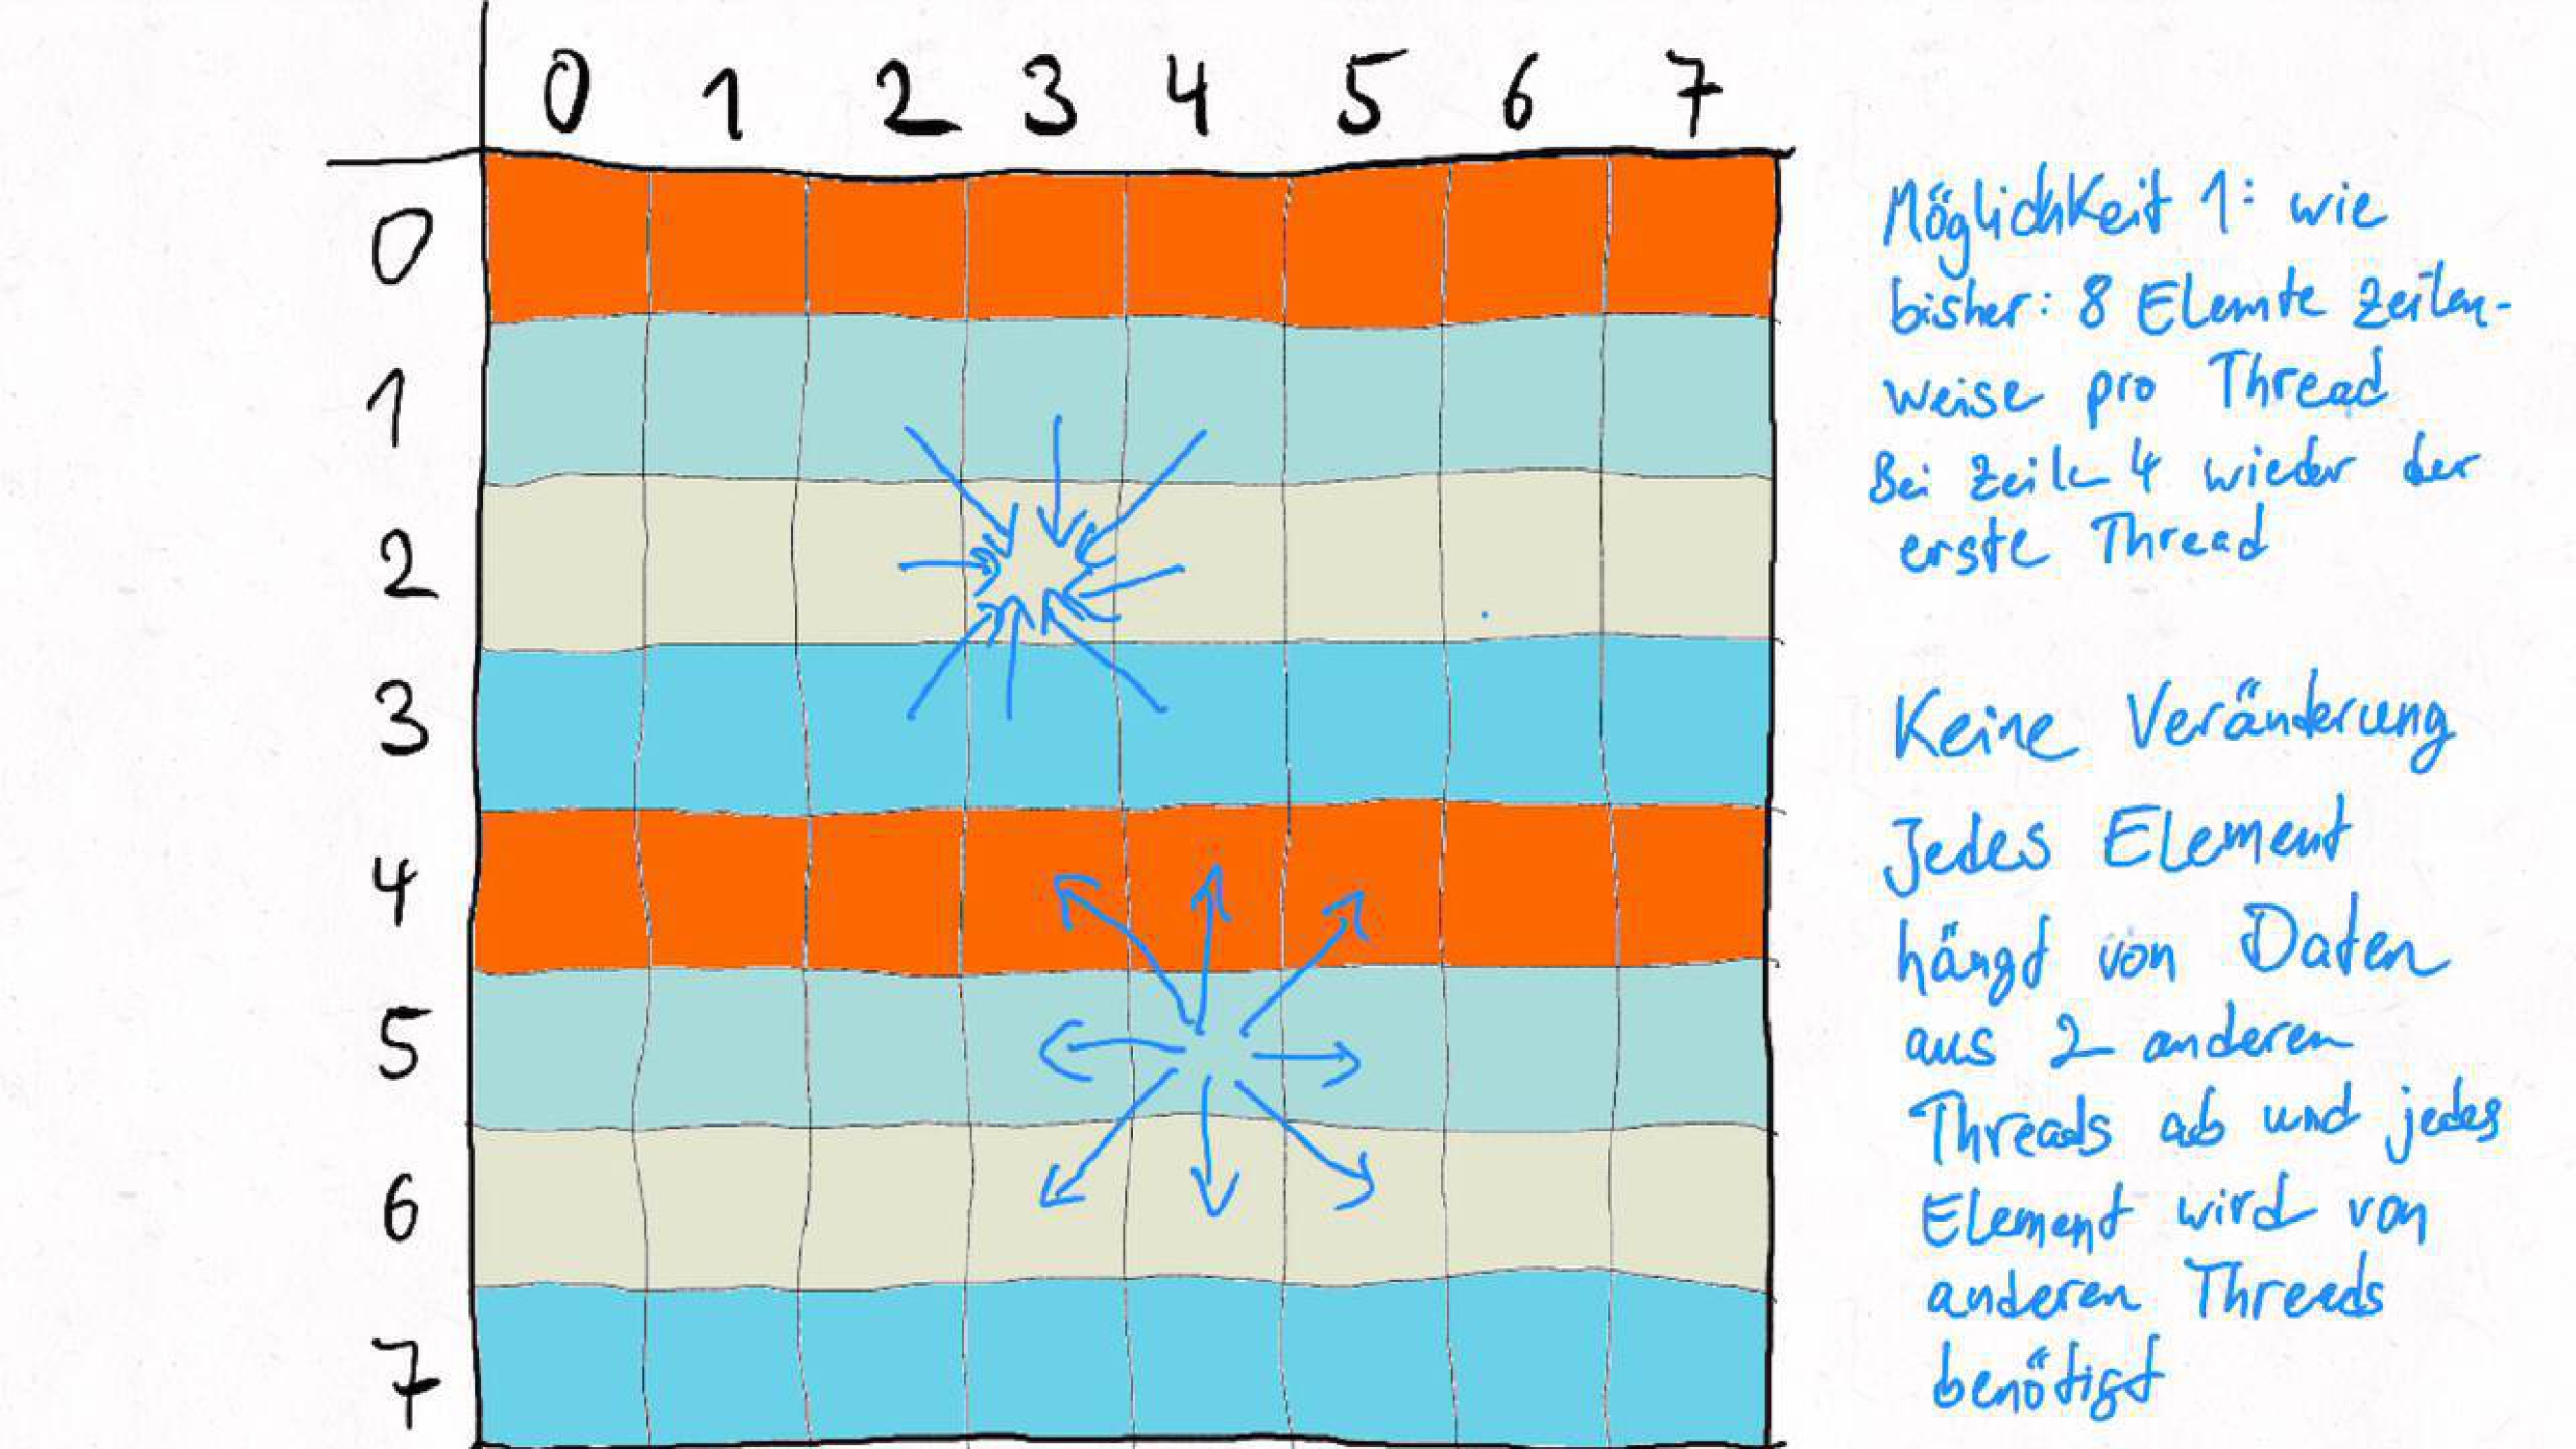 0 1 2 3 4 5 6 7
0
1
2
3
4
5
6
7
Möglichkeit 1: wie
bisher: 8 Elemte Zeilen-
weise pro Thread
Bei Zeile 4 wieder der
erste Thread
Keine Veränderung
Jedes Element
hängt von Daten
aus 2 anderen
Threads ab und jedes
Element wird von
anderen Threads
benötigt